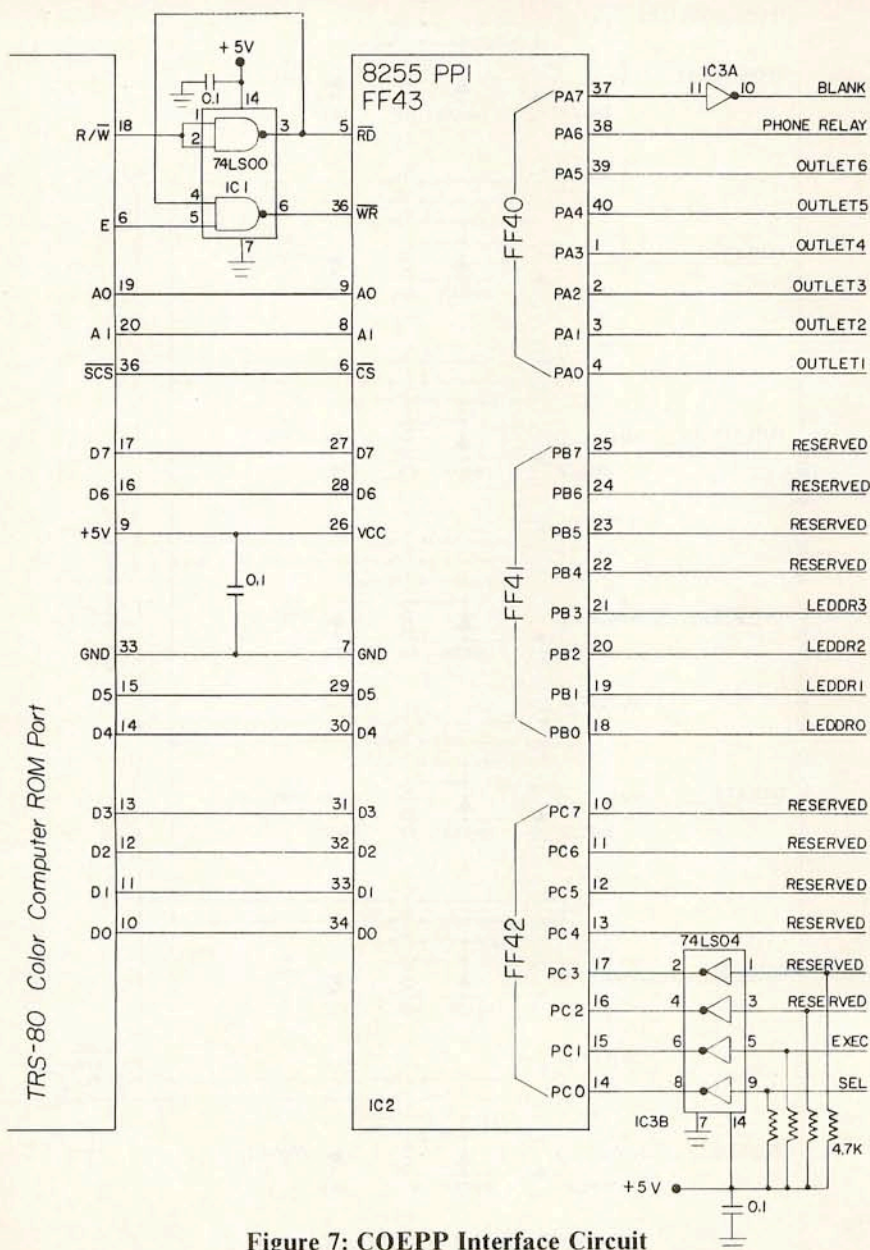 +5V
0.1
14
R/W 18
1
2
3
5 RD
74LS00
IC1
4
5
6
36 WR
E 6
7
A0 19 9 A0
A1 20 8 A1
SCS 36 6 CS
D7 17 27 D7
D6 16 28 D6
+5V 9 26 VCC
0.1
GND 33 7 GND
D5 15 29 D5
D4 14 30 D4
D3 13 31 D3
D2 12 32 D2
D1 11 33 D1
D0 10 34 D0
TRS-80 Color Computer ROM Port
8255 PPI
FF43
IC2
FF40
PA7 37 11 IC3A 10 BLANK
PA6 38 PHONE RELAY
PA5 39 OUTLET6
PA4 40 OUTLET5
PA3 1 OUTLET4
PA2 2 OUTLET3
PA1 3 OUTLET2
PA0 4 OUTLET1
FF41
PB7 25 RESERVED
PB6 24 RESERVED
PB5 23 RESERVED
PB4 22 RESERVED
PB3 21 LEDDR3
PB2 20 LEDDR2
PB1 19 LEDDR1
PB0 18 LEDDR0
FF42
PC7 10 RESERVED
PC6 11 RESERVED
PC5 12 RESERVED
PC4 13 RESERVED
74LS04
PC3 17 2 1 RESERVED
PC2 16 4 3 RESERVED
PC1 15 6 5 EXEC
PC0 14 8 9 SEL
IC3B 7 14
4.7K
+5V
0.1
Figure 7: COEPP Interface Circuit